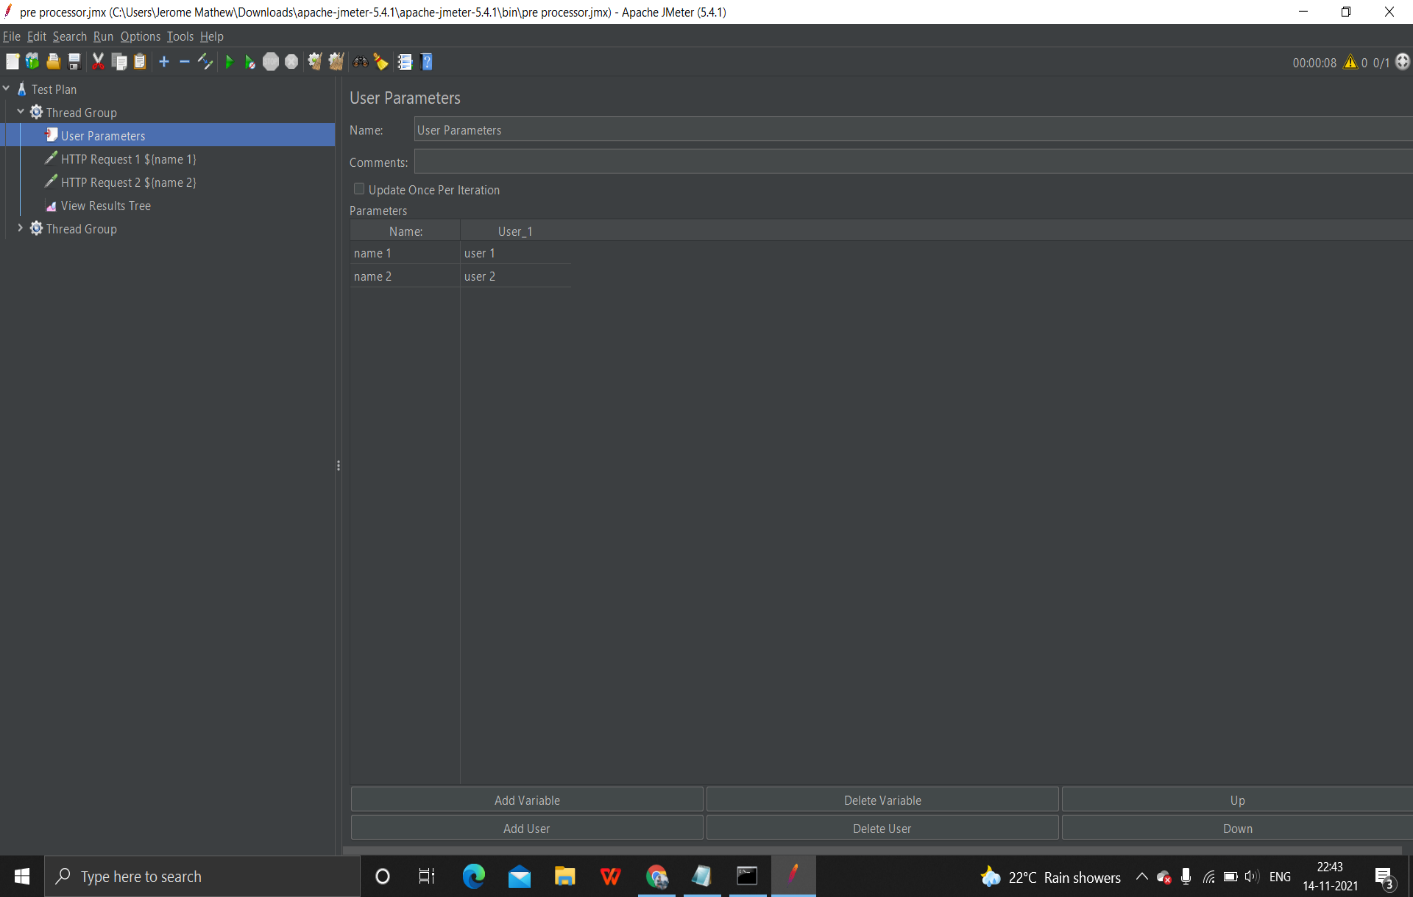 pre processor.jmx (C:\Users\Jerome Mathew\Downloads\apache-jmeter-5.4.1\apache-jmeter-5.4.1\bin\pre processor.jmx) - Apache JMeter (5.4.1)
File Edit Search Run Options Tools Help
00:00:08 0 0/1
Test Plan
Thread Group
User Parameters
HTTP Request 1 ${name 1}
HTTP Request 2 ${name 2}
View Results Tree
Thread Group
User Parameters
Name: User Parameters
Comments:
Update Once Per Iteration
Parameters
Name: User_1
name 1 user 1
name 2 user 2
Add Variable Delete Variable Up
Add User Delete User Down
Type here to search
22°C Rain showers
ENG
22:43
14-11-2021
3